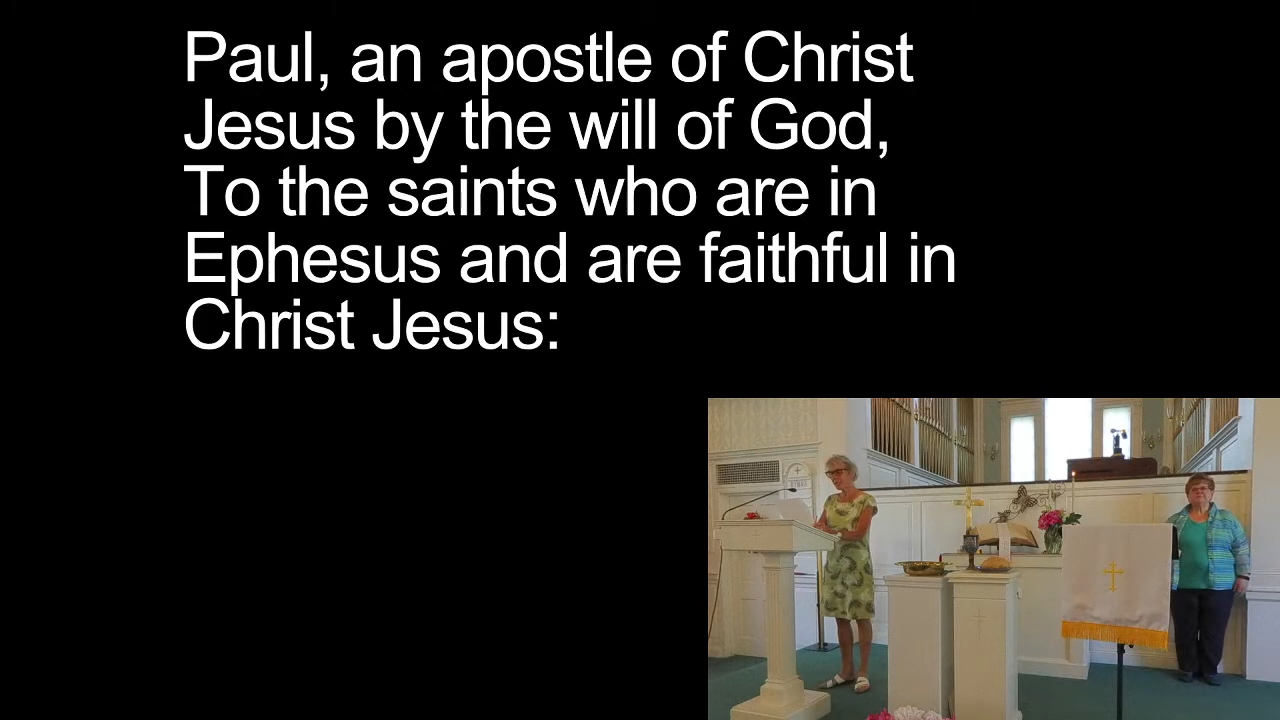 Paul, an apostle of Christ
Jesus by the will of God,
To the saints who are in
Ephesus and are faithful in
Christ Jesus: